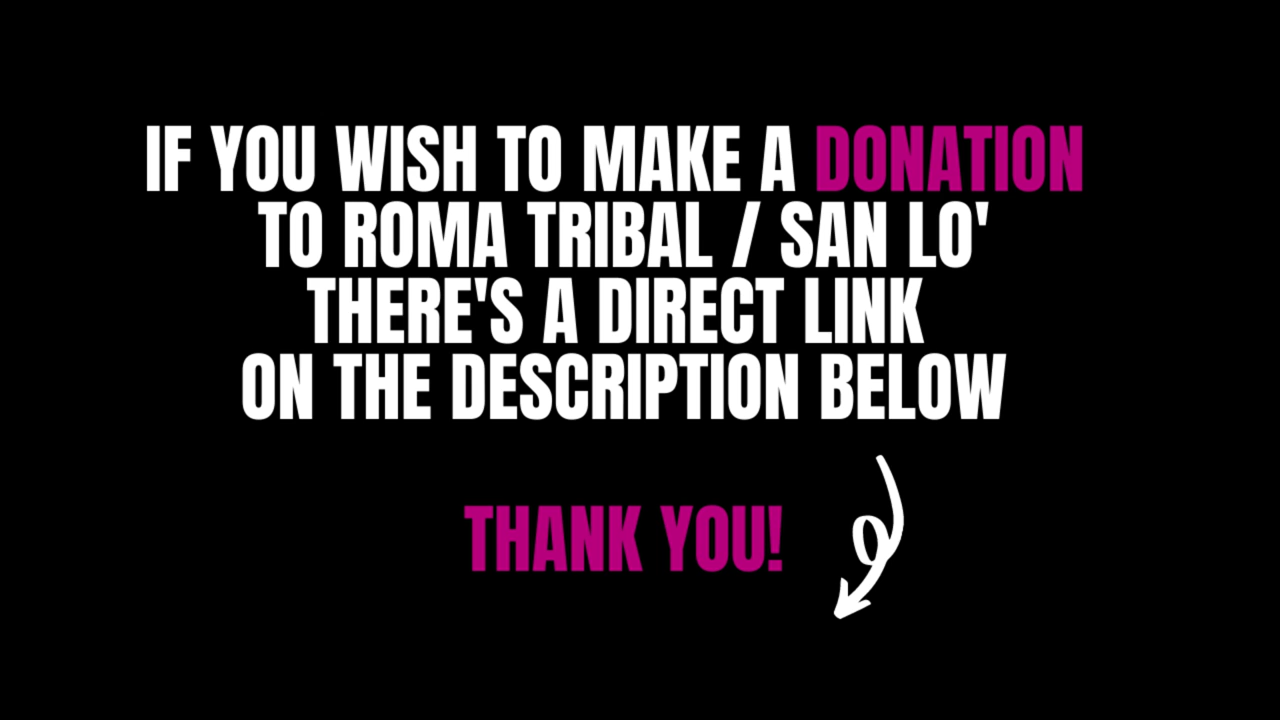 IF YOU WISH TO MAKE A DONATION
TO ROMA TRIBAL / SAN LO'
THERE'S A DIRECT LINK
ON THE DESCRIPTION BELOW
THANK YOU!